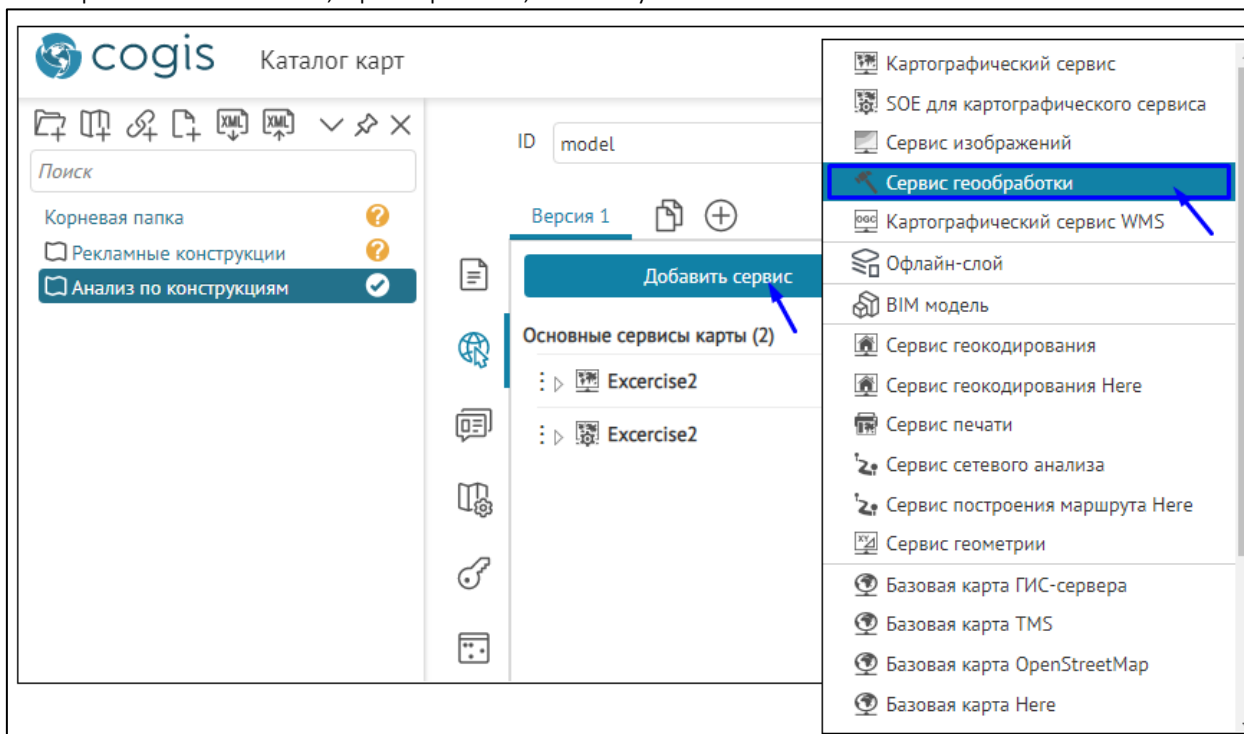 cogis Каталог карт
XML XML
Поиск
Корневая папка
Рекламные конструкции
Анализ по конструкциям
ID model
Версия 1
Добавить сервис
Основные сервисы карты (2)
Excercise2
Excercise2
Картографический сервис
SOE для картографического сервиса
Сервис изображений
Сервис геообработки
OGC Картографический сервис WMS
Офлайн-слой
BIM модель
Сервис геокодирования
Сервис геокодирования Here
Сервис печати
Сервис сетевого анализа
Сервис построения маршрута Here
Сервис геометрии
Базовая карта ГИС-сервера
Базовая карта TMS
Базовая карта OpenStreetMap
Базовая карта Here